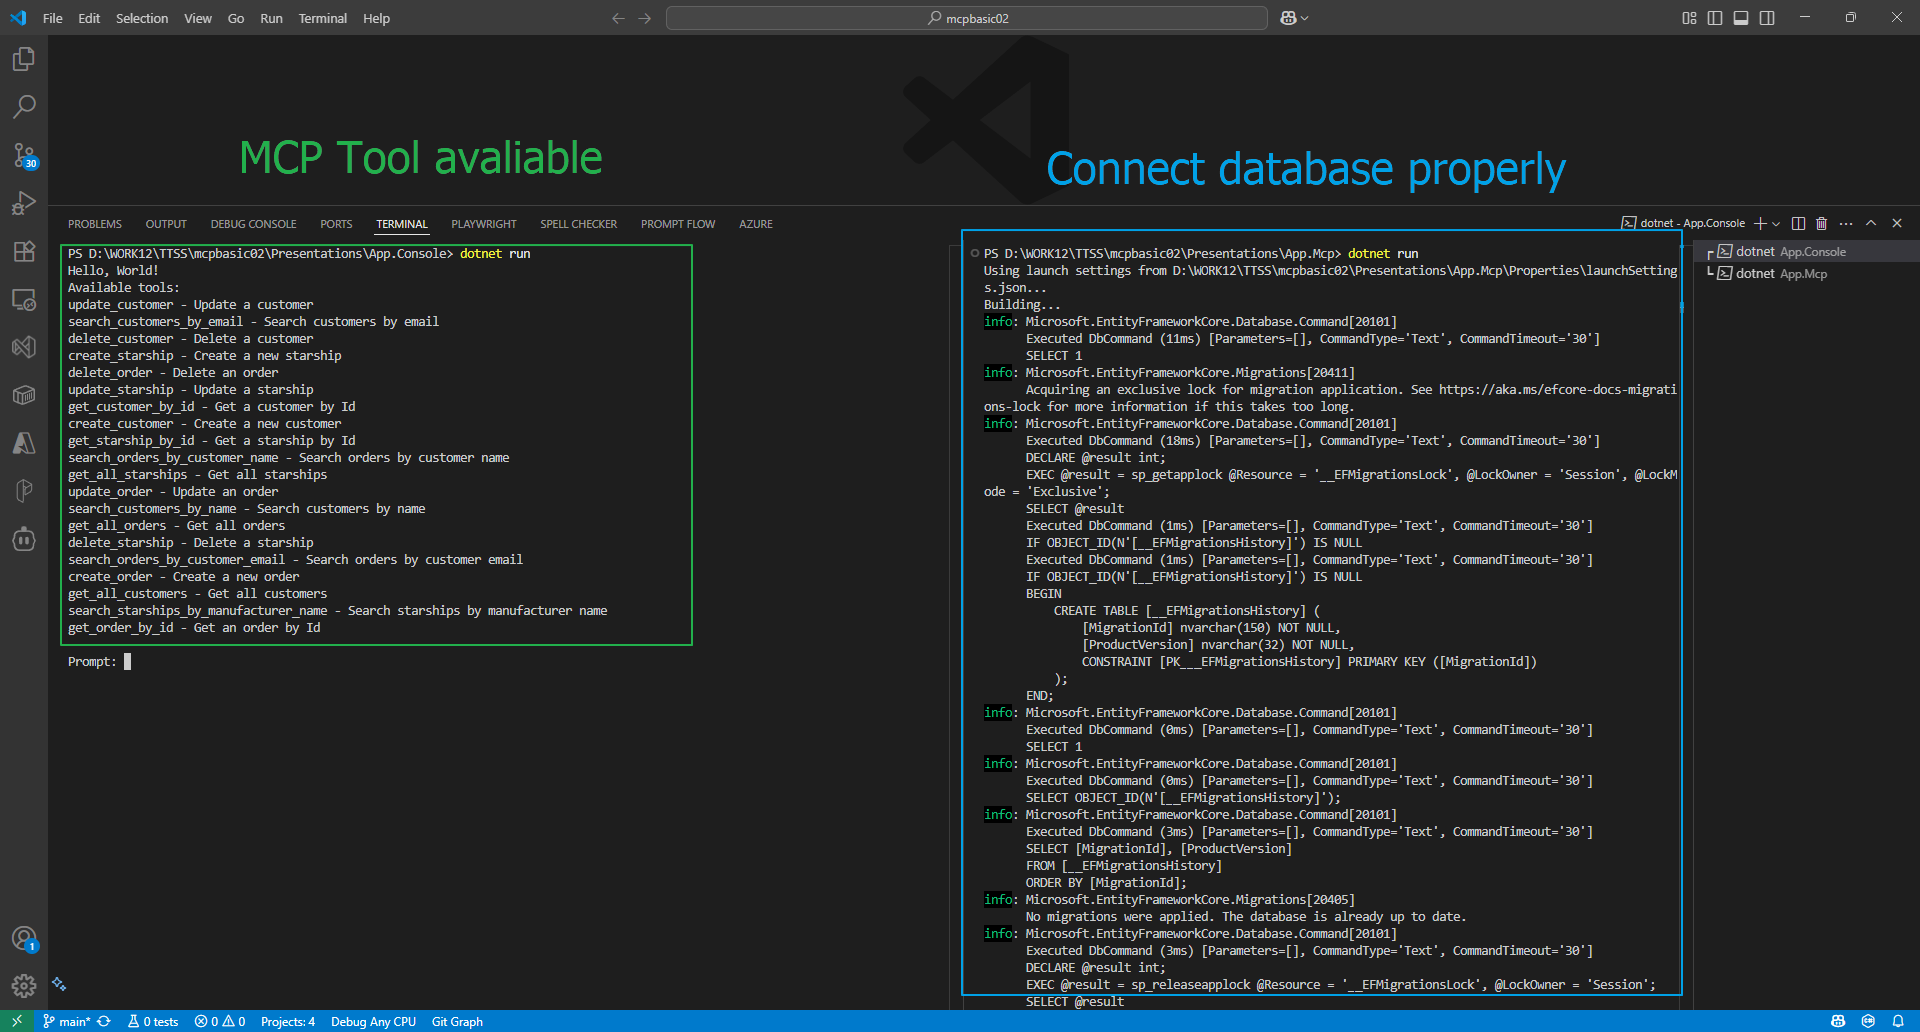 File Edit Selection View Go Run Terminal Help
mcpbasic02
30
MCP Tool avaliable
Connect database properly
PROBLEMS OUTPUT DEBUG CONSOLE PORTS TERMINAL PLAYWRIGHT SPELL CHECKER PROMPT FLOW AZURE
dotnet - App.Console
PS D:\WORK12\TTSS\mcpbasic02\Presentations\App.Console> dotnet run
Hello, World!
Available tools:
update_customer - Update a customer
search_customers_by_email - Search customers by email
delete_customer - Delete a customer
create_starship - Create a new starship
delete_order - Delete an order
update_starship - Update a starship
get_customer_by_id - Get a customer by Id
create_customer - Create a new customer
get_starship_by_id - Get a starship by Id
search_orders_by_customer_name - Search orders by customer name
get_all_starships - Get all starships
update_order - Update an order
search_customers_by_name - Search customers by name
get_all_orders - Get all orders
delete_starship - Delete a starship
search_orders_by_customer_email - Search orders by customer email
create_order - Create a new order
get_all_customers - Get all customers
search_starships_by_manufacturer_name - Search starships by manufacturer name
get_order_by_id - Get an order by Id
Prompt:
PS D:\WORK12\TTSS\mcpbasic02\Presentations\App.Mcp> dotnet run
Using launch settings from D:\WORK12\TTSS\mcpbasic02\Presentations\App.Mcp\Properties\launchSetting
s.json...
Building...
info: Microsoft.EntityFrameworkCore.Database.Command[20101]
Executed DbCommand (11ms) [Parameters=[], CommandType='Text', CommandTimeout='30']
SELECT 1
info: Microsoft.EntityFrameworkCore.Migrations[20411]
Acquiring an exclusive lock for migration application. See https://aka.ms/efcore-docs-migrati
ons-lock for more information if this takes too long.
info: Microsoft.EntityFrameworkCore.Database.Command[20101]
Executed DbCommand (18ms) [Parameters=[], CommandType='Text', CommandTimeout='30']
DECLARE @result int;
EXEC @result = sp_getapplock @Resource = '__EFMigrationsLock', @LockOwner = 'Session', @LockM
ode = 'Exclusive';
SELECT @result
Executed DbCommand (1ms) [Parameters=[], CommandType='Text', CommandTimeout='30']
IF OBJECT_ID(N'[__EFMigrationsHistory]') IS NULL
Executed DbCommand (1ms) [Parameters=[], CommandType='Text', CommandTimeout='30']
IF OBJECT_ID(N'[__EFMigrationsHistory]') IS NULL
BEGIN
CREATE TABLE [__EFMigrationsHistory] (
[MigrationId] nvarchar(150) NOT NULL,
[ProductVersion] nvarchar(32) NOT NULL,
CONSTRAINT [PK___EFMigrationsHistory] PRIMARY KEY ([MigrationId])
);
END;
info: Microsoft.EntityFrameworkCore.Database.Command[20101]
Executed DbCommand (0ms) [Parameters=[], CommandType='Text', CommandTimeout='30']
SELECT 1
info: Microsoft.EntityFrameworkCore.Database.Command[20101]
Executed DbCommand (0ms) [Parameters=[], CommandType='Text', CommandTimeout='30']
SELECT OBJECT_ID(N'[__EFMigrationsHistory]');
info: Microsoft.EntityFrameworkCore.Database.Command[20101]
Executed DbCommand (3ms) [Parameters=[], CommandType='Text', CommandTimeout='30']
SELECT [MigrationId], [ProductVersion]
FROM [__EFMigrationsHistory]
ORDER BY [MigrationId];
info: Microsoft.EntityFrameworkCore.Migrations[20405]
No migrations were applied. The database is already up to date.
info: Microsoft.EntityFrameworkCore.Database.Command[20101]
Executed DbCommand (3ms) [Parameters=[], CommandType='Text', CommandTimeout='30']
DECLARE @result int;
EXEC @result = sp_releaseapplock @Resource = '__EFMigrationsLock', @LockOwner = 'Session';
SELECT @result
dotnet App.Console
dotnet App.Mcp
1
main* 0 tests 0 0 Projects: 4 Debug Any CPU Git Graph